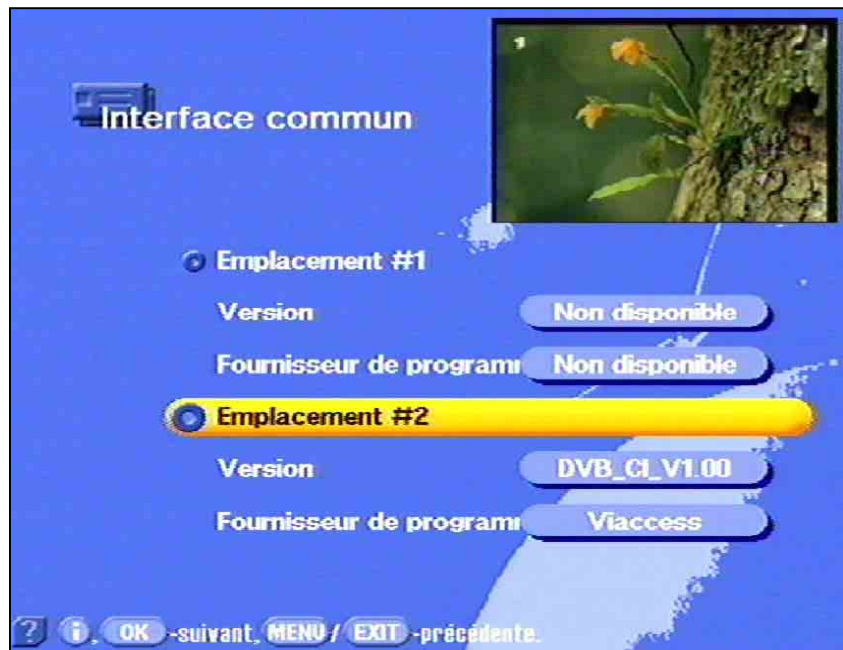 Interface commun
Emplacement #1
Version Non disponible
Fournisseur de programm Non disponible
Emplacement #2
Version DVB_CI_V1.00
Fournisseur de programm Viaccess
? i, OK -suivant, MENU / EXIT -précédente.